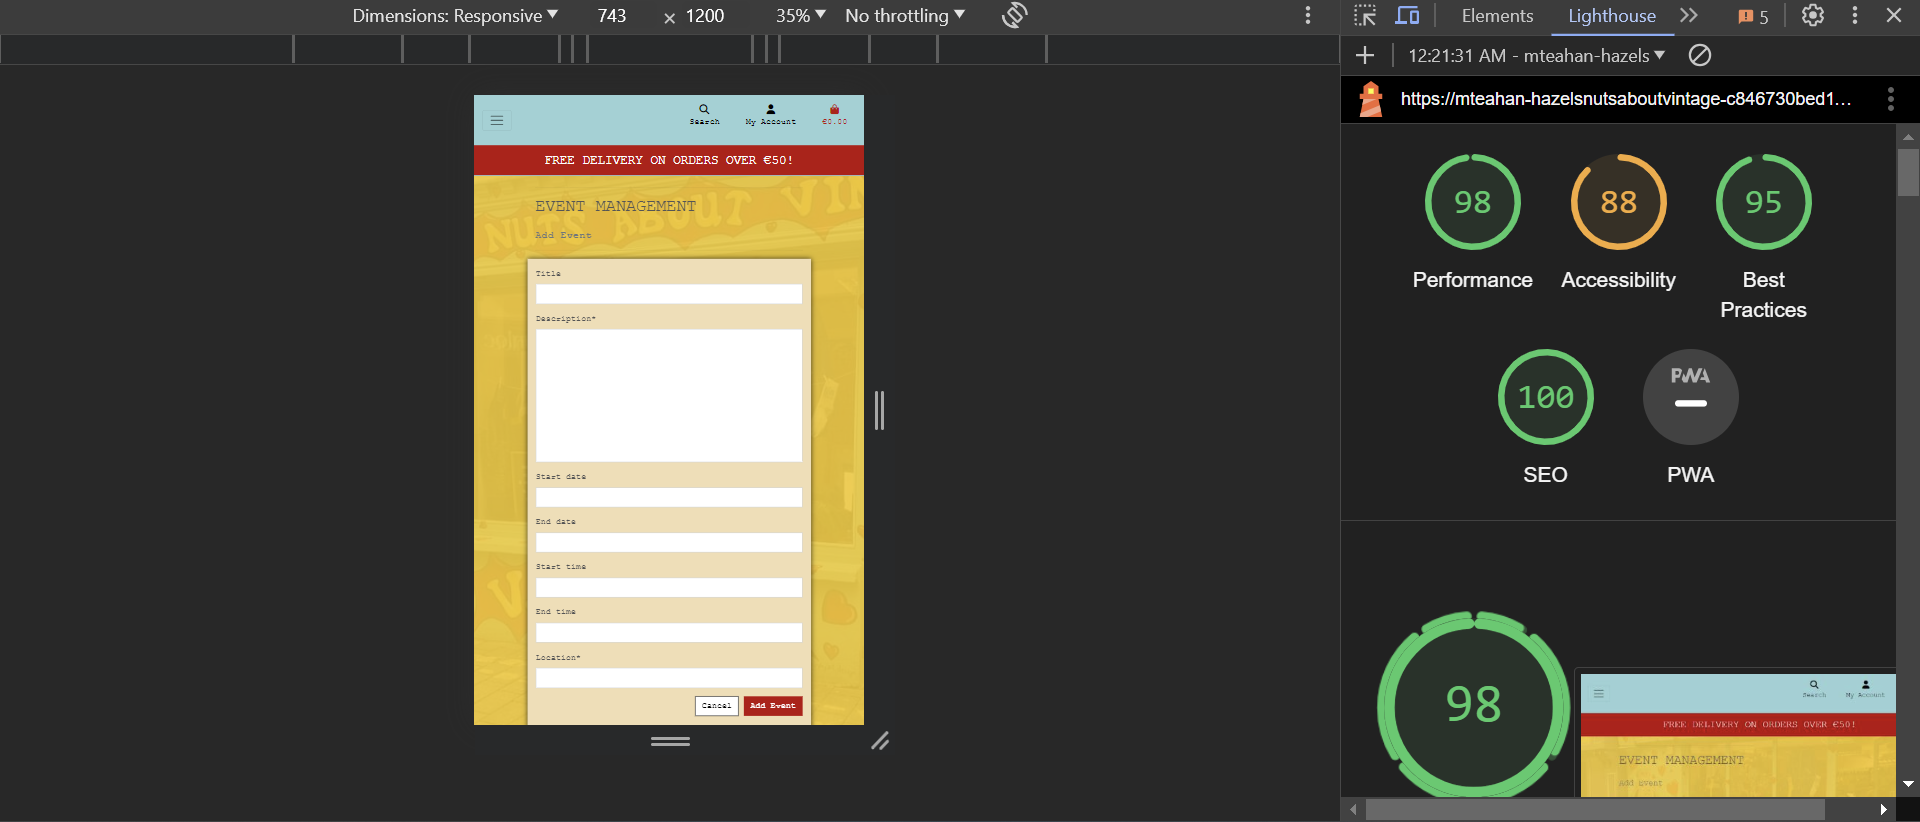 Dimensions: Responsive 743 × 1200 35% No throttling
Elements Lighthouse 5
12:21:31 AM - mteahan-hazels
https://mteahan-hazelsnutsaboutvintage-c846730bed1…
Search My Account €0.00
FREE DELIVERY ON ORDERS OVER €50!
NUTS ABOUT VIN
EVENT MANAGEMENT
Add Event
Title
Description*
Start date
End date
Start time
End time
Location*
Cancel Add Event
98 88 95
Performance Accessibility Best
Practices
100 PWA
SEO PWA
98
Search My Account
FREE DELIVERY ON ORDERS OVER €50!
EVENT MANAGEMENT
Add Event